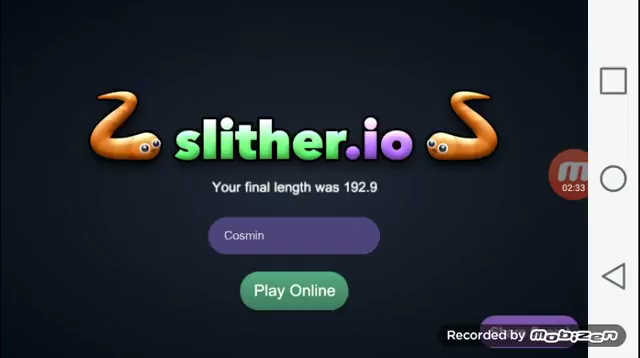 slither.io
Your final length was 192.9
Cosmin
Play Online
02:33
Recorded by mobizen